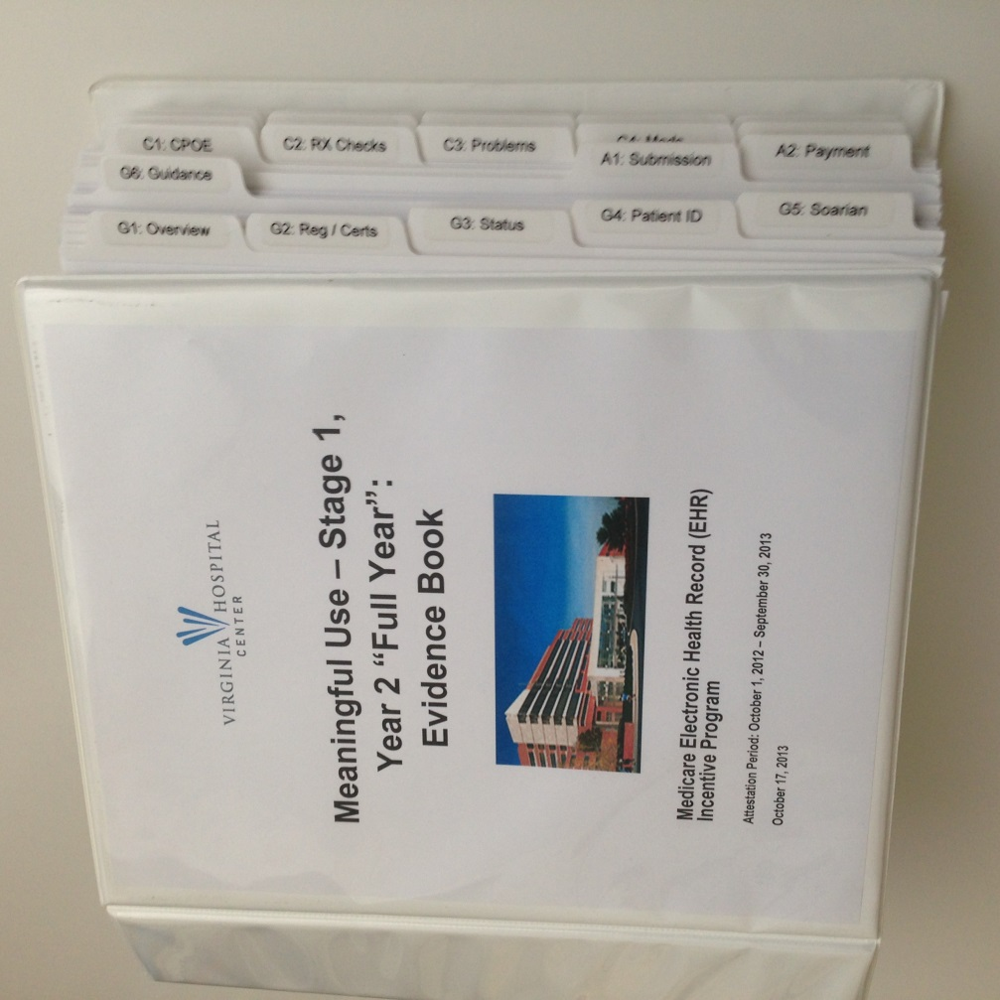 C1: CPOE
C2: RX Checks
C3: Problems
C4: Meds
A1: Submission
A2: Payment
G6: Guidance
G1: Overview
G2: Reg / Certs
G3: Status
G4: Patient ID
G5: Soarian
VIRGINIA HOSPITAL
CENTER
Meaningful Use – Stage 1,
Year 2 “Full Year”:
Evidence Book
Medicare Electronic Health Record (EHR)
Incentive Program
Attestation Period: October 1, 2012 – September 30, 2013
October 17, 2013